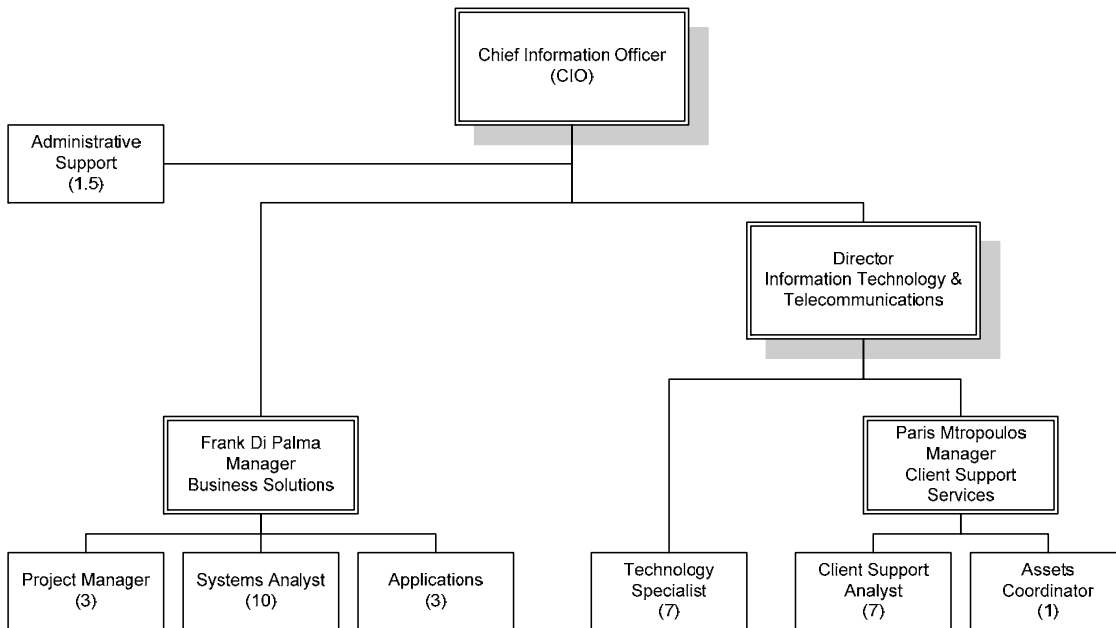 Chief Information Officer
(CIO)
Administrative
Support
(1.5)
Director
Information Technology &
Telecommunications
Frank Di Palma
Manager
Business Solutions
Paris Mtropoulos
Manager
Client Support
Services
Project Manager
(3)
Systems Analyst
(10)
Applications
(3)
Technology
Specialist
(7)
Client Support
Analyst
(7)
Assets
Coordinator
(1)